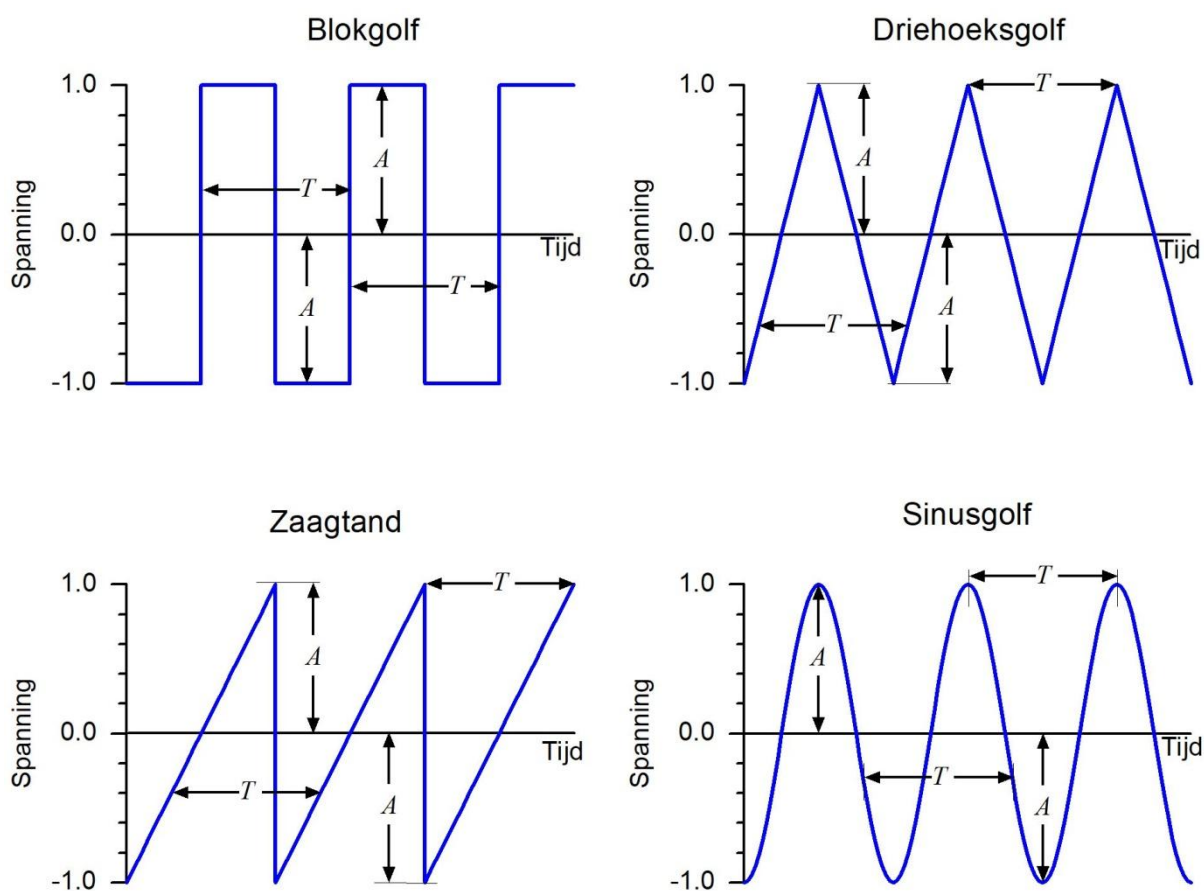 Blokgolf
Spanning
1.0
0.0
-1.0
T
A
A
T
Tijd
Driehoeksgolf
Spanning
1.0
0.0
-1.0
T
A
A
T
Tijd
Zaagtand
Spanning
1.0
0.0
-1.0
T
A
A
T
Tijd
Sinusgolf
Spanning
1.0
0.0
-1.0
T
A
A
T
Tijd